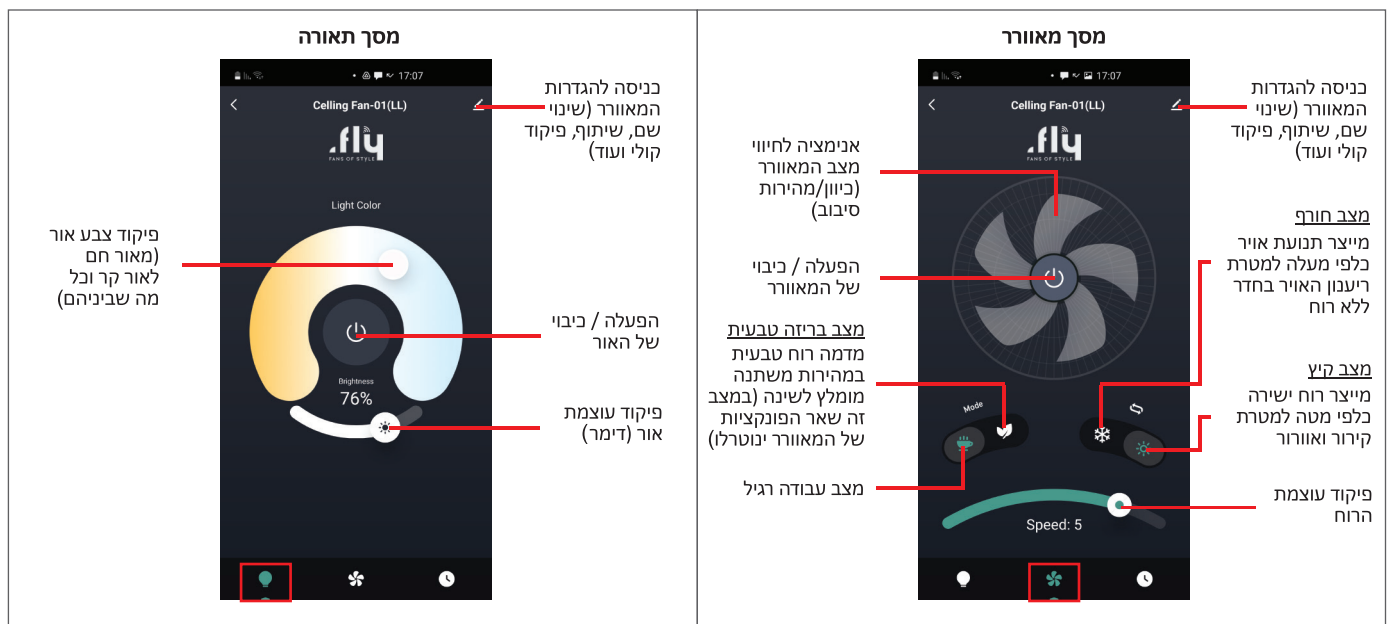 מסך מאוורר
17:07
Celling Fan-01(LL)
.fly
FANS OF STYLE
כניסה להגדרות
המאוורר (שינוי
שם, שיתוף, פיקוד
קולי ועוד)
מצב חורף
מייצר תנועת אויר
כלפי מעלה למטרת
ריענון האויר בחדר
ללא רוח
מצב קיץ
מייצר רוח ישירה
כלפי מטה למטרת
קירור ואוורור
פיקוד עוצמת
הרוח
אנימציה לחיווי
מצב המאוורר
(כיוון/מהירות
סיבוב)
הפעלה / כיבוי
של המאוורר
מצב בריזה טבעית
מדמה רוח טבעית
במהירות משתנה
מומלץ לשינה (במצב
זה שאר הפונקציות
של המאוורר ינוטרלו)
מצב עבודה רגיל
Mode
Speed: 5
מסך תאורה
17:07
Celling Fan-01(LL)
.fly
FANS OF STYLE
כניסה להגדרות
המאוורר (שינוי
שם, שיתוף, פיקוד
קולי ועוד)
Light Color
פיקוד צבע אור
(מאור חם
לאור קר וכל
מה שביניהם)
הפעלה / כיבוי
של האור
Brightness
76%
פיקוד עוצמת
אור (דימר)